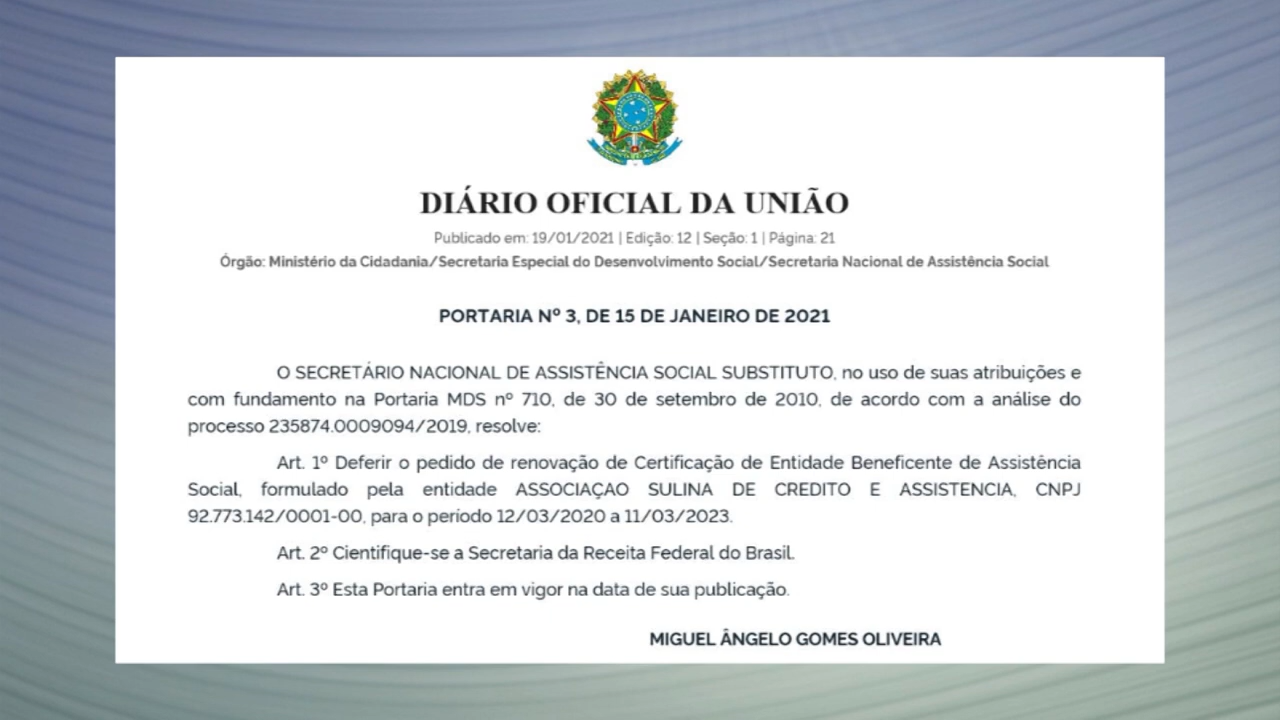 DIÁRIO OFICIAL DA UNIÃO
Publicado em: 19/01/2021 | Edição: 12 | Seção: 1 | Página: 21
Órgão: Ministério da Cidadania/Secretaria Especial do Desenvolvimento Social/Secretaria Nacional de Assistência Social
PORTARIA Nº 3, DE 15 DE JANEIRO DE 2021
O SECRETÁRIO NACIONAL DE ASSISTÊNCIA SOCIAL SUBSTITUTO, no uso de suas atribuições e
com fundamento na Portaria MDS nº 710, de 30 de setembro de 2010, de acordo com a análise do
processo 235874.0009094/2019, resolve:
Art. 1º Deferir o pedido de renovação de Certificação de Entidade Beneficente de Assistência
Social, formulado pela entidade ASSOCIAÇAO SULINA DE CREDITO E ASSISTENCIA, CNPJ
92.773.142/0001-00, para o período 12/03/2020 a 11/03/2023.
Art. 2º Cientifique-se a Secretaria da Receita Federal do Brasil.
Art. 3º Esta Portaria entra em vigor na data de sua publicação.
MIGUEL ÂNGELO GOMES OLIVEIRA